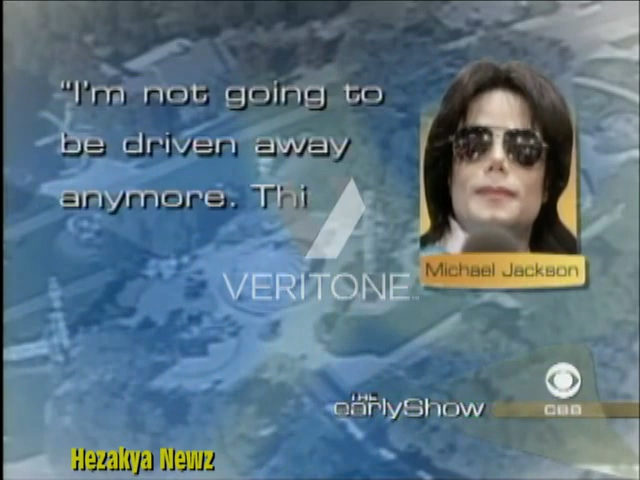 "I'm not going to
be driven away
anymore. Thi
VERITONE
Michael Jackson
THE
earlyShow
CBS
Hezakya Newz